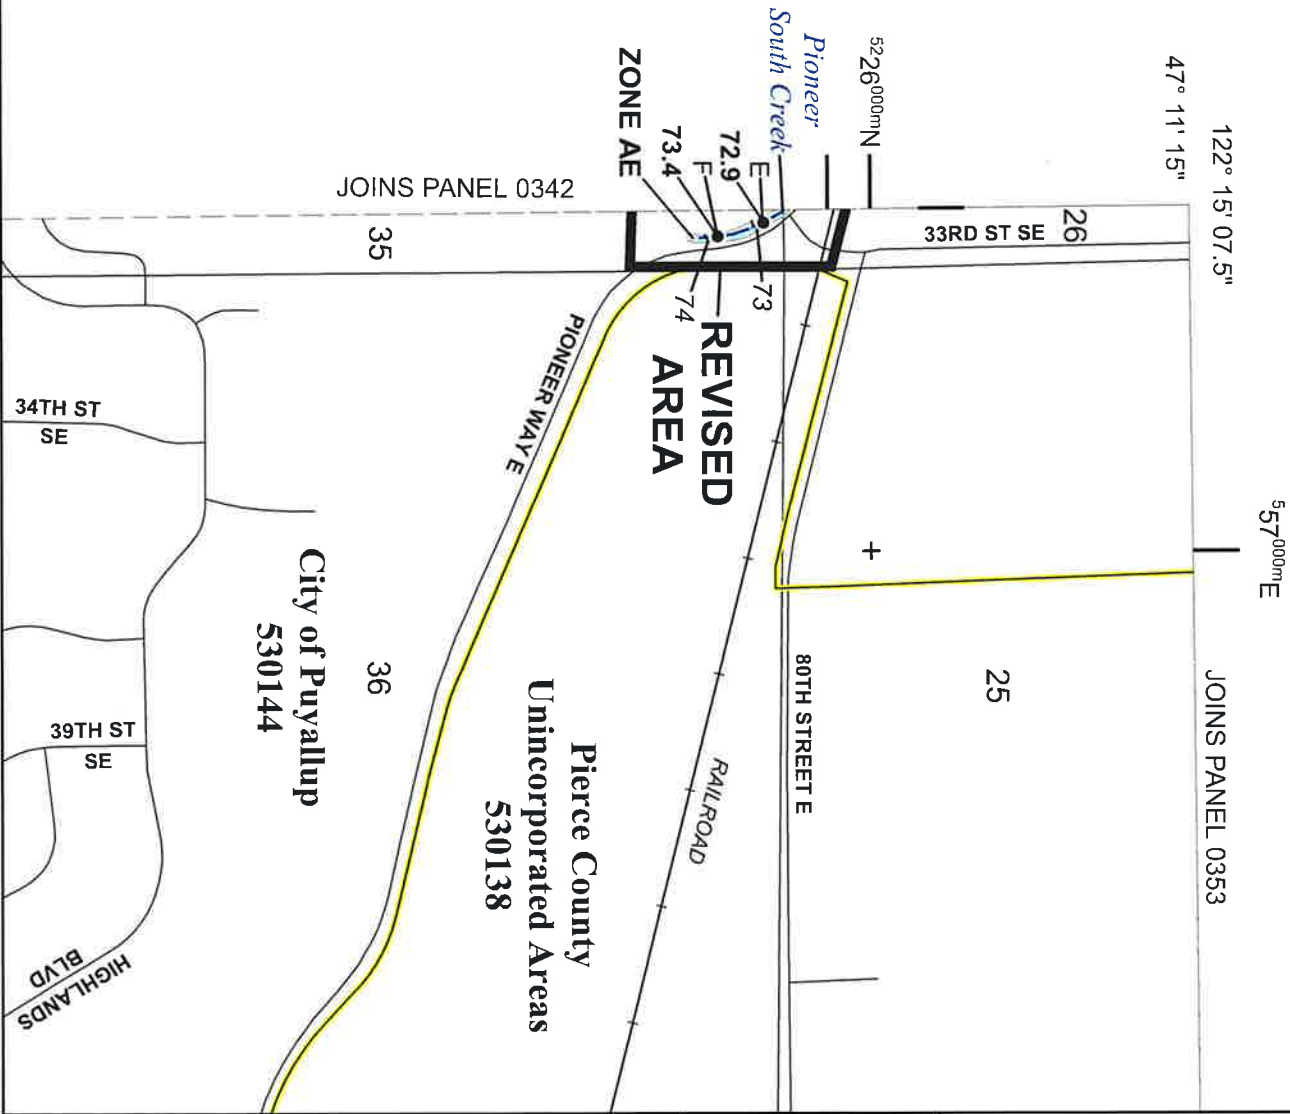 122° 15' 07.5"
47° 11' 15"
⁵57⁰⁰⁰ᵐE
JOINS PANEL 0353
⁵²26⁰⁰⁰ᵐN
Pioneer
South Creek
26
33RD ST SE
25
80TH STREET E
E
72.9
F
73.4
ZONE AE
73
74
REVISED
AREA
RAILROAD
JOINS PANEL 0342
35
PIONEER WAY E
Pierce County
Unincorporated Areas
530138
36
City of Puyallup
530144
34TH ST
SE
39TH ST
SE
HIGHLANDS
BLVD